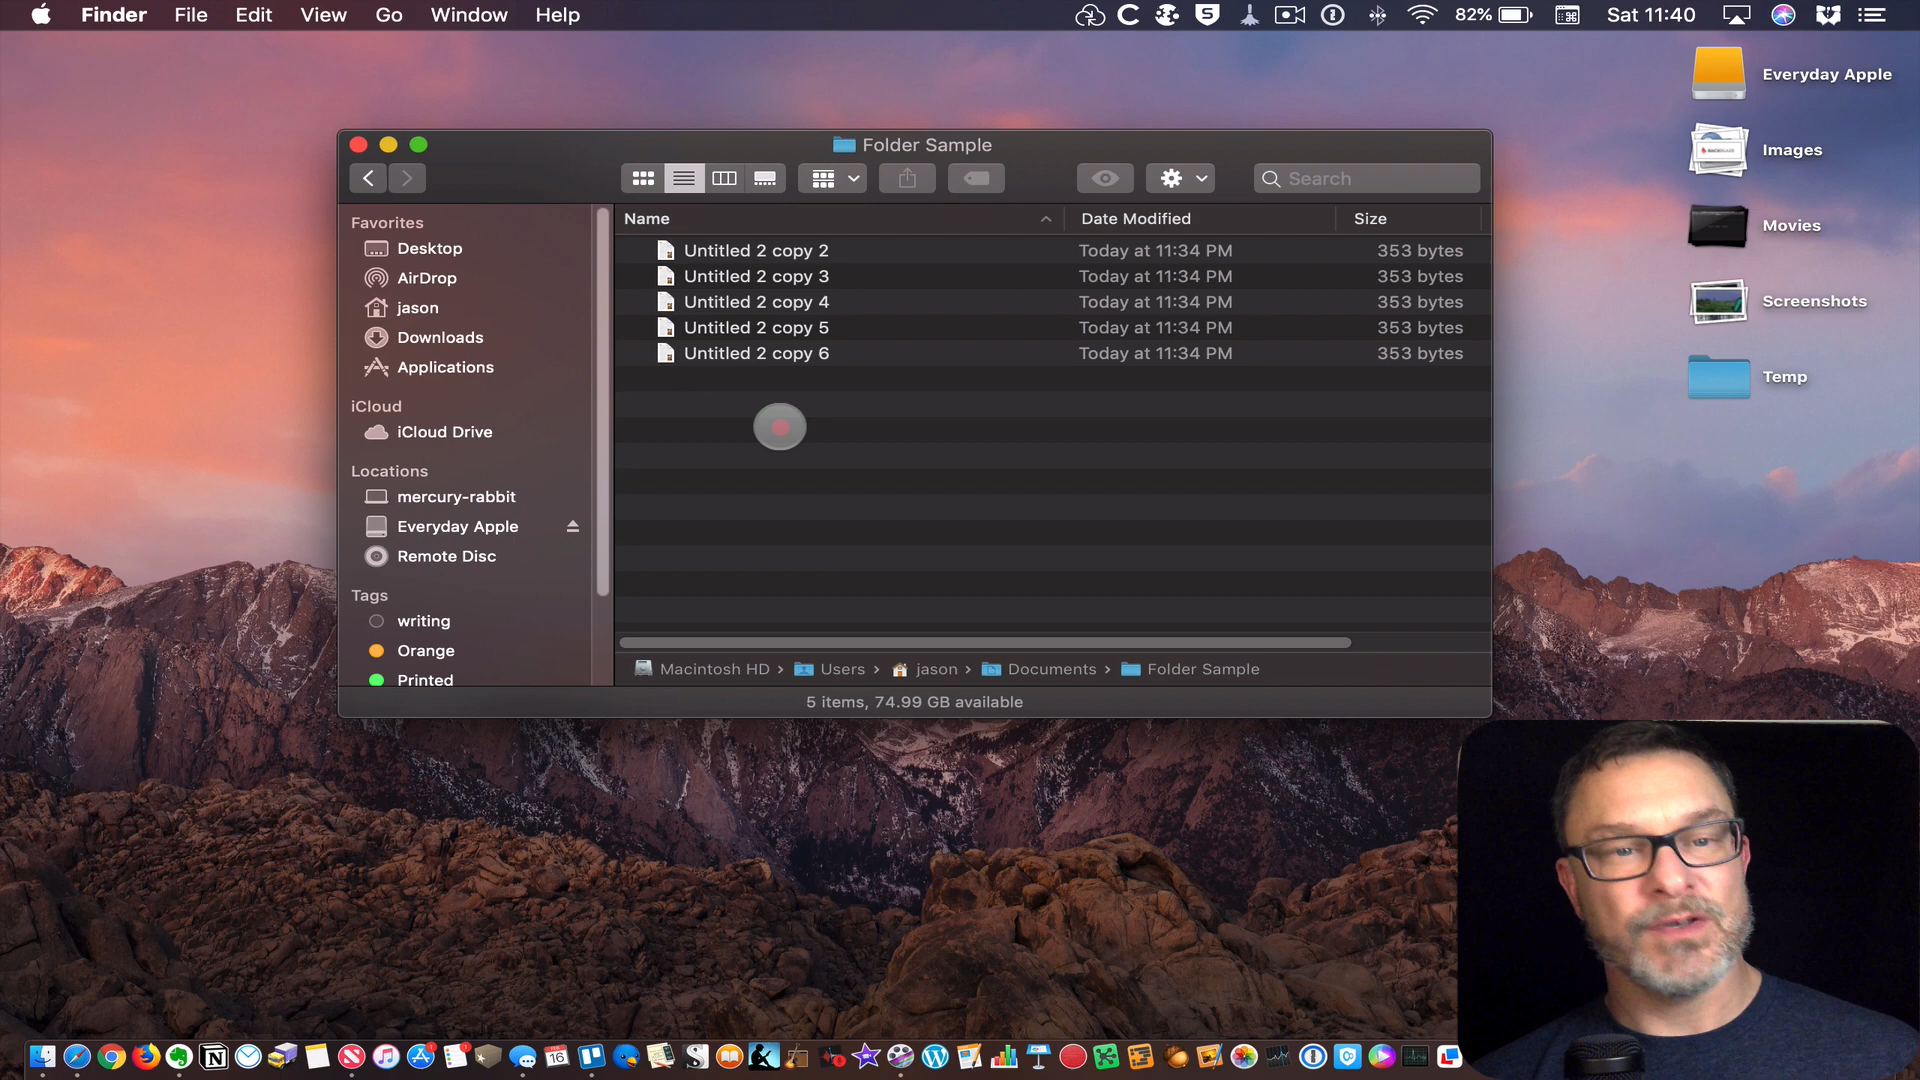 Finder File Edit View Go Window Help 82% Sat 11:40
Everyday Apple
Images
Movies
Screenshots
Temp
Folder Sample
Search
Favorites
Desktop
AirDrop
jason
Downloads
Applications
iCloud
iCloud Drive
Locations
mercury-rabbit
Everyday Apple
Remote Disc
Tags
writing
Orange
Printed
Name Date Modified Size
Untitled 2 copy 2 Today at 11:34 PM 353 bytes
Untitled 2 copy 3 Today at 11:34 PM 353 bytes
Untitled 2 copy 4 Today at 11:34 PM 353 bytes
Untitled 2 copy 5 Today at 11:34 PM 353 bytes
Untitled 2 copy 6 Today at 11:34 PM 353 bytes
Macintosh HD › Users › jason › Documents › Folder Sample
5 items, 74.99 GB available
16